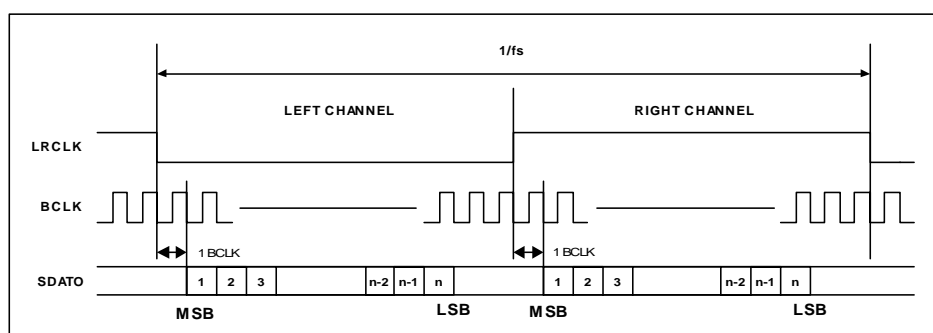 1/fs
LEFT CHANNEL RIGHT CHANNEL
LRCLK
BCLK
1 BCLK 1 BCLK
SDATO 1 2 3 n-2 n-1 n 1 2 3 n-2 n-1 n
MSB LSB MSB LSB